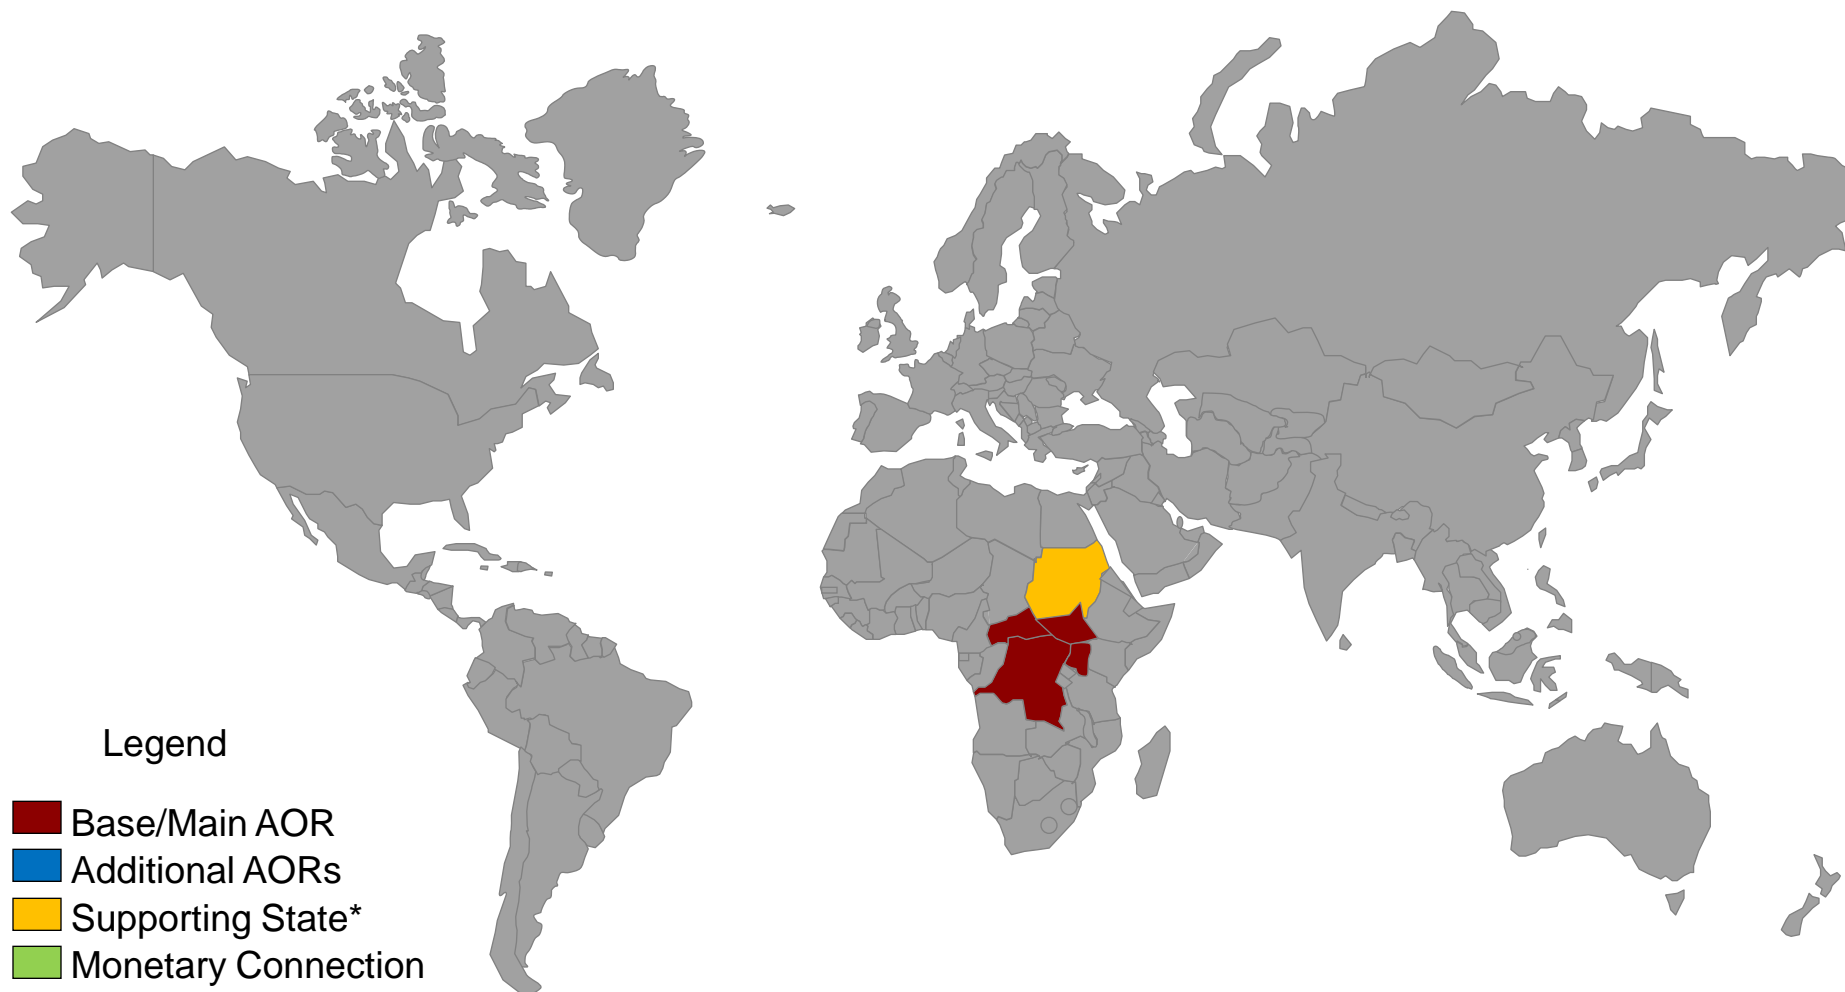 Legend
Base/Main AOR
Additional AORs
Supporting State*
Monetary Connection